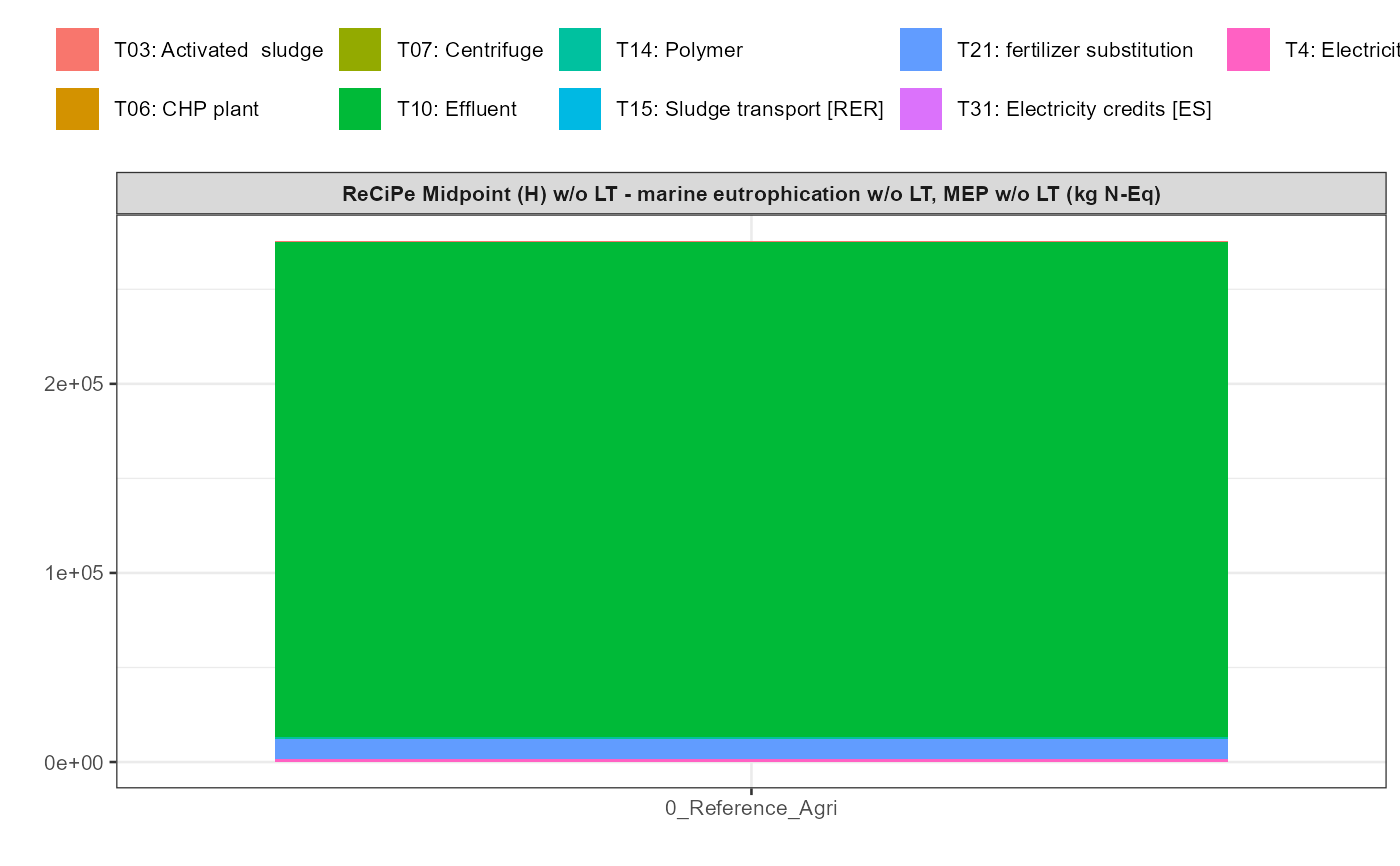 T03: Activated  sludge T07: Centrifuge T14: Polymer T21: fertilizer substitution T4:
T06: CHP plant T10: Effluent T15: Sludge transport [RER] T31: Electricity credits [ES]
ReCiPe Midpoint (H) w/o LT - marine eutrophication w/o LT, MEP w/o LT (kg N-Eq)
2e+05
1e+05
0e+00
0_Reference_Agri